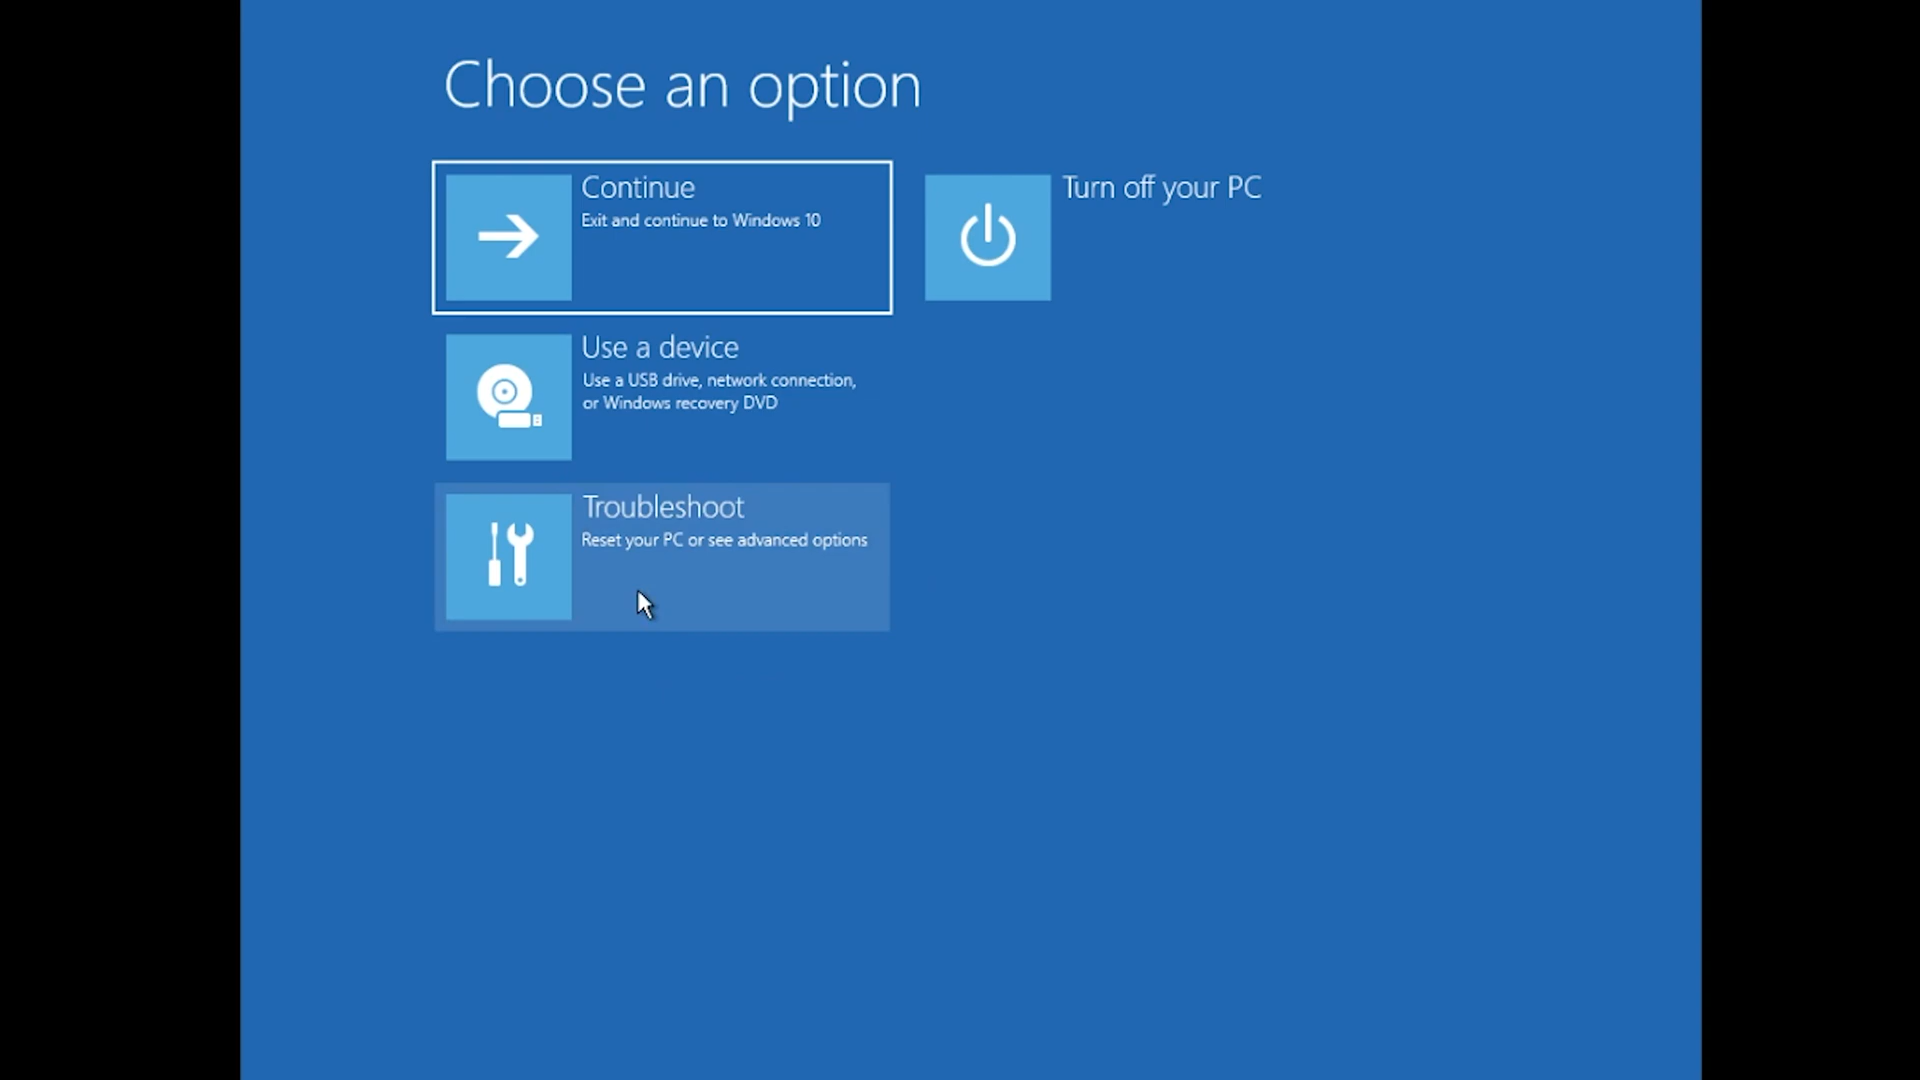 Choose an option
Continue
Exit and continue to Windows 10
Turn off your PC
Use a device
Use a USB drive, network connection,
or Windows recovery DVD
Troubleshoot
Reset your PC or see advanced options